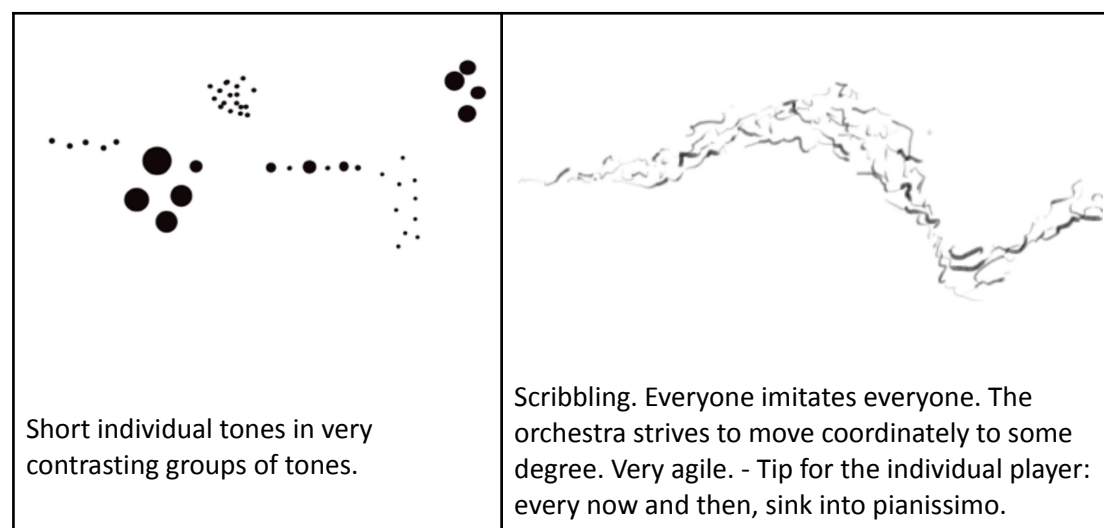 Short individual tones in very
contrasting groups of tones.
Scribbling. Everyone imitates everyone. The
orchestra strives to move coordinately to some
degree. Very agile. - Tip for the individual player:
every now and then, sink into pianissimo.